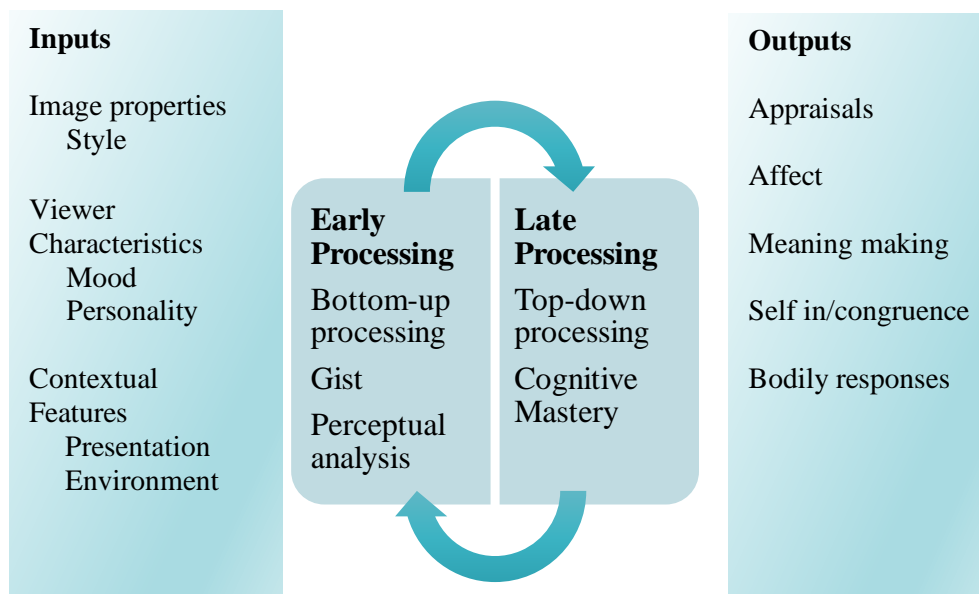 Inputs
Image properties
Style
Viewer
Characteristics
Mood
Personality
Contextual
Features
Presentation
Environment
Early
Processing
Bottom-up
processing
Gist
Perceptual
analysis
Late
Processing
Top-down
processing
Cognitive
Mastery
Outputs
Appraisals
Affect
Meaning making
Self in/congruence
Bodily responses